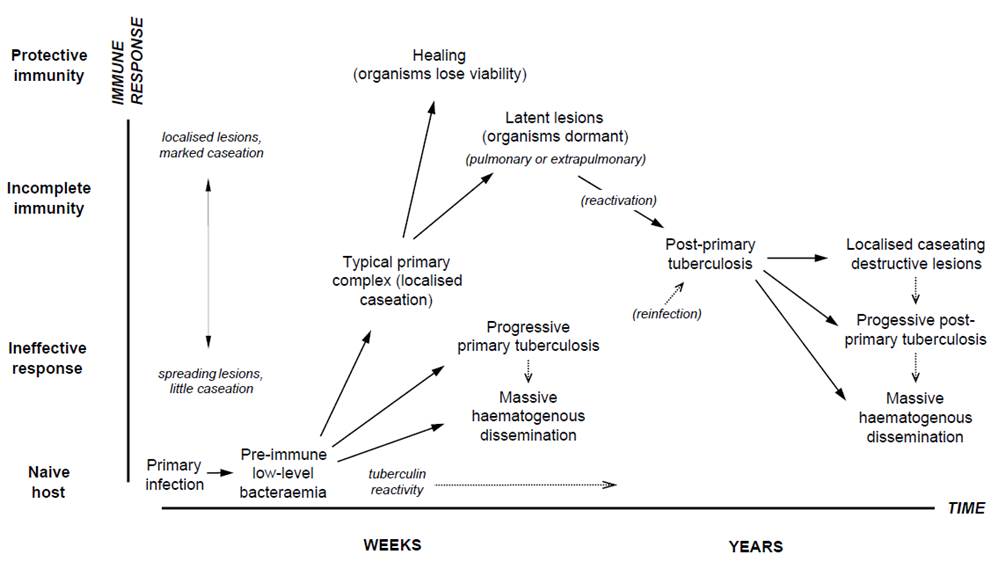 Protective
immunity
IMMUNE
RESPONSE
Healing
(organisms lose viability)
localised lesions,
marked caseation
Latent lesions
(organisms dormant)
(pulmonary or extrapulmonary)
Incomplete
immunity
(reactivation)
Typical primary
complex (localised
caseation)
Post-primary
tuberculosis
Localised caseating
destructive lesions
(reinfection)
Ineffective
response
spreading lesions,
little caseation
Progressive
primary tuberculosis
Progessive post-
primary tuberculosis
Massive
haematogenous
dissemination
Massive
haematogenous
dissemination
Naive
host
Primary
infection
Pre-immune
low-level
bacteraemia
tuberculin
reactivity
TIME
WEEKS
YEARS